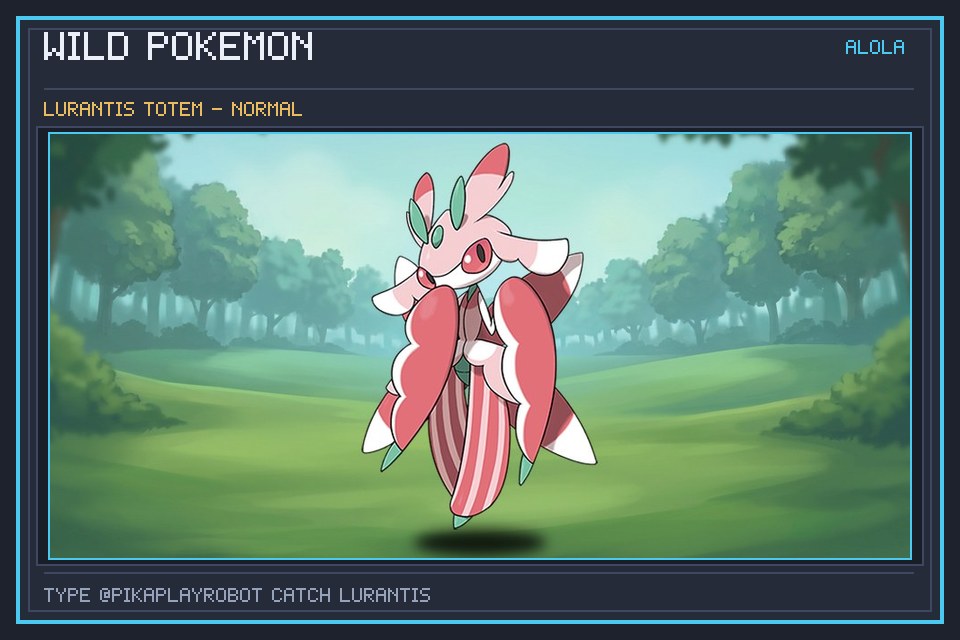 WILD POKEMON
ALOLA
LURANTIS TOTEM - NORMAL
TYPE @PIKAPLAYROBOT CATCH LURANTIS